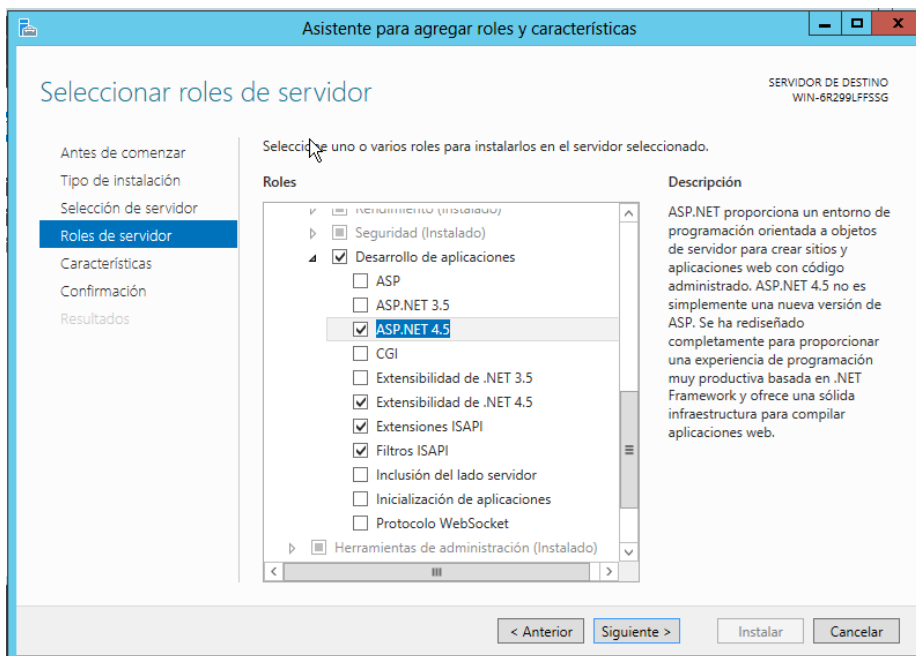 Asistente para agregar roles y características
Seleccionar roles de servidor
SERVIDOR DE DESTINO
WIN-6R299LFFSSG
Antes de comenzar
Tipo de instalación
Selección de servidor
Roles de servidor
Características
Confirmación
Resultados
Seleccione uno o varios roles para instalarlos en el servidor seleccionado.
Roles
Rendimiento (Instalado)
Seguridad (Instalado)
Desarrollo de aplicaciones
ASP
ASP.NET 3.5
ASP.NET 4.5
CGI
Extensibilidad de .NET 3.5
Extensibilidad de .NET 4.5
Extensiones ISAPI
Filtros ISAPI
Inclusión del lado servidor
Inicialización de aplicaciones
Protocolo WebSocket
Herramientas de administración (Instalado)
Descripción
ASP.NET proporciona un entorno de
programación orientada a objetos
de servidor para crear sitios y
aplicaciones web con código
administrado. ASP.NET 4.5 no es
simplemente una nueva versión de
ASP. Se ha rediseñado
completamente para proporcionar
una experiencia de programación
muy productiva basada en .NET
Framework y ofrece una sólida
infraestructura para compilar
aplicaciones web.
< Anterior
Siguiente >
Instalar
Cancelar